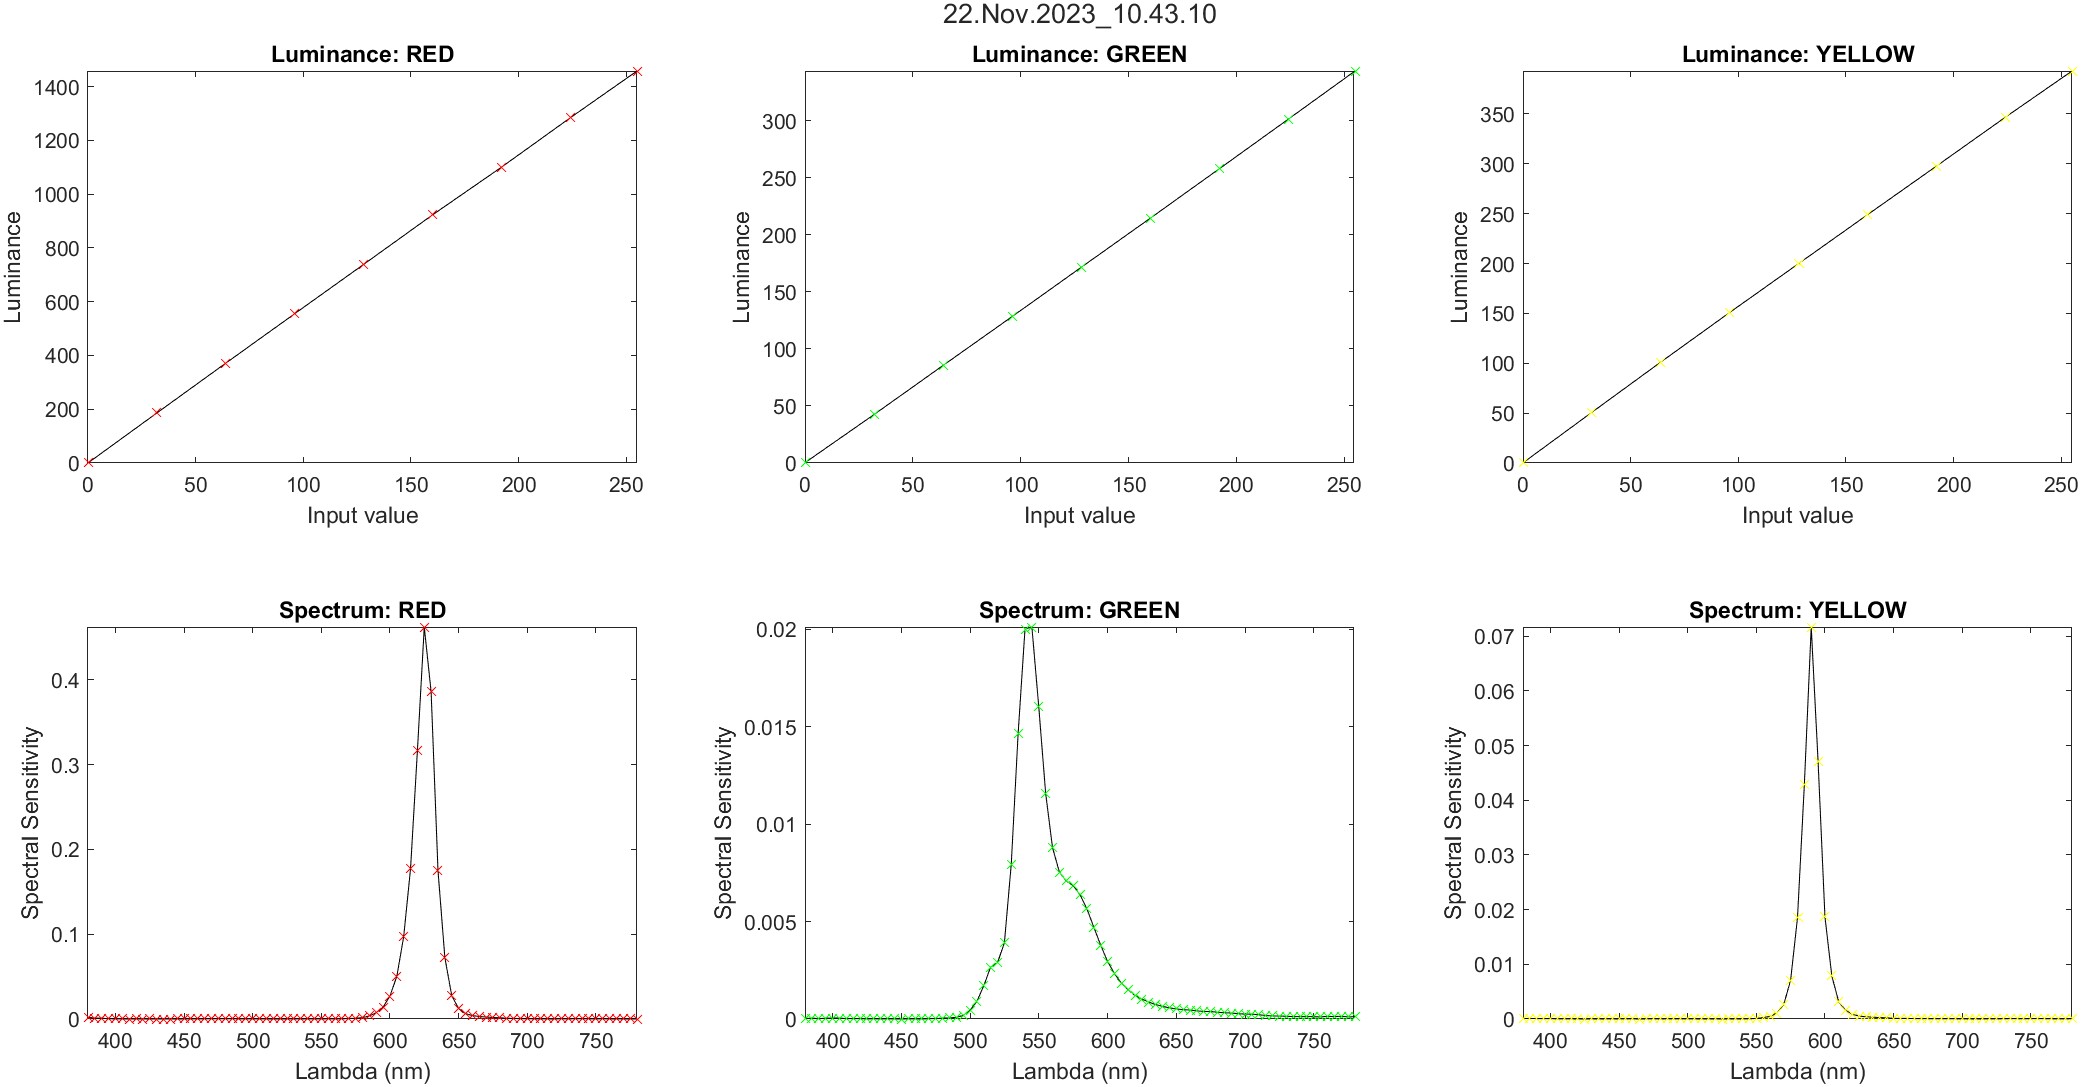 22.Nov.2023_10.43.10
Luminance: RED
Luminance
1400
1200
1000
800
600
400
200
0
0 50 100 150 200 250
Input value
Luminance: GREEN
Luminance
300
250
200
150
100
50
0
0 50 100 150 200 250
Input value
Luminance: YELLOW
Luminance
350
300
250
200
150
100
50
0
0 50 100 150 200 250
Input value
Spectrum: RED
Spectral Sensitivity
0.4
0.3
0.2
0.1
0
400 450 500 550 600 650 700 750
Lambda (nm)
Spectrum: GREEN
Spectral Sensitivity
0.02
0.015
0.01
0.005
0
400 450 500 550 600 650 700 750
Lambda (nm)
Spectrum: YELLOW
Spectral Sensitivity
0.07
0.06
0.05
0.04
0.03
0.02
0.01
0
400 450 500 550 600 650 700 750
Lambda (nm)